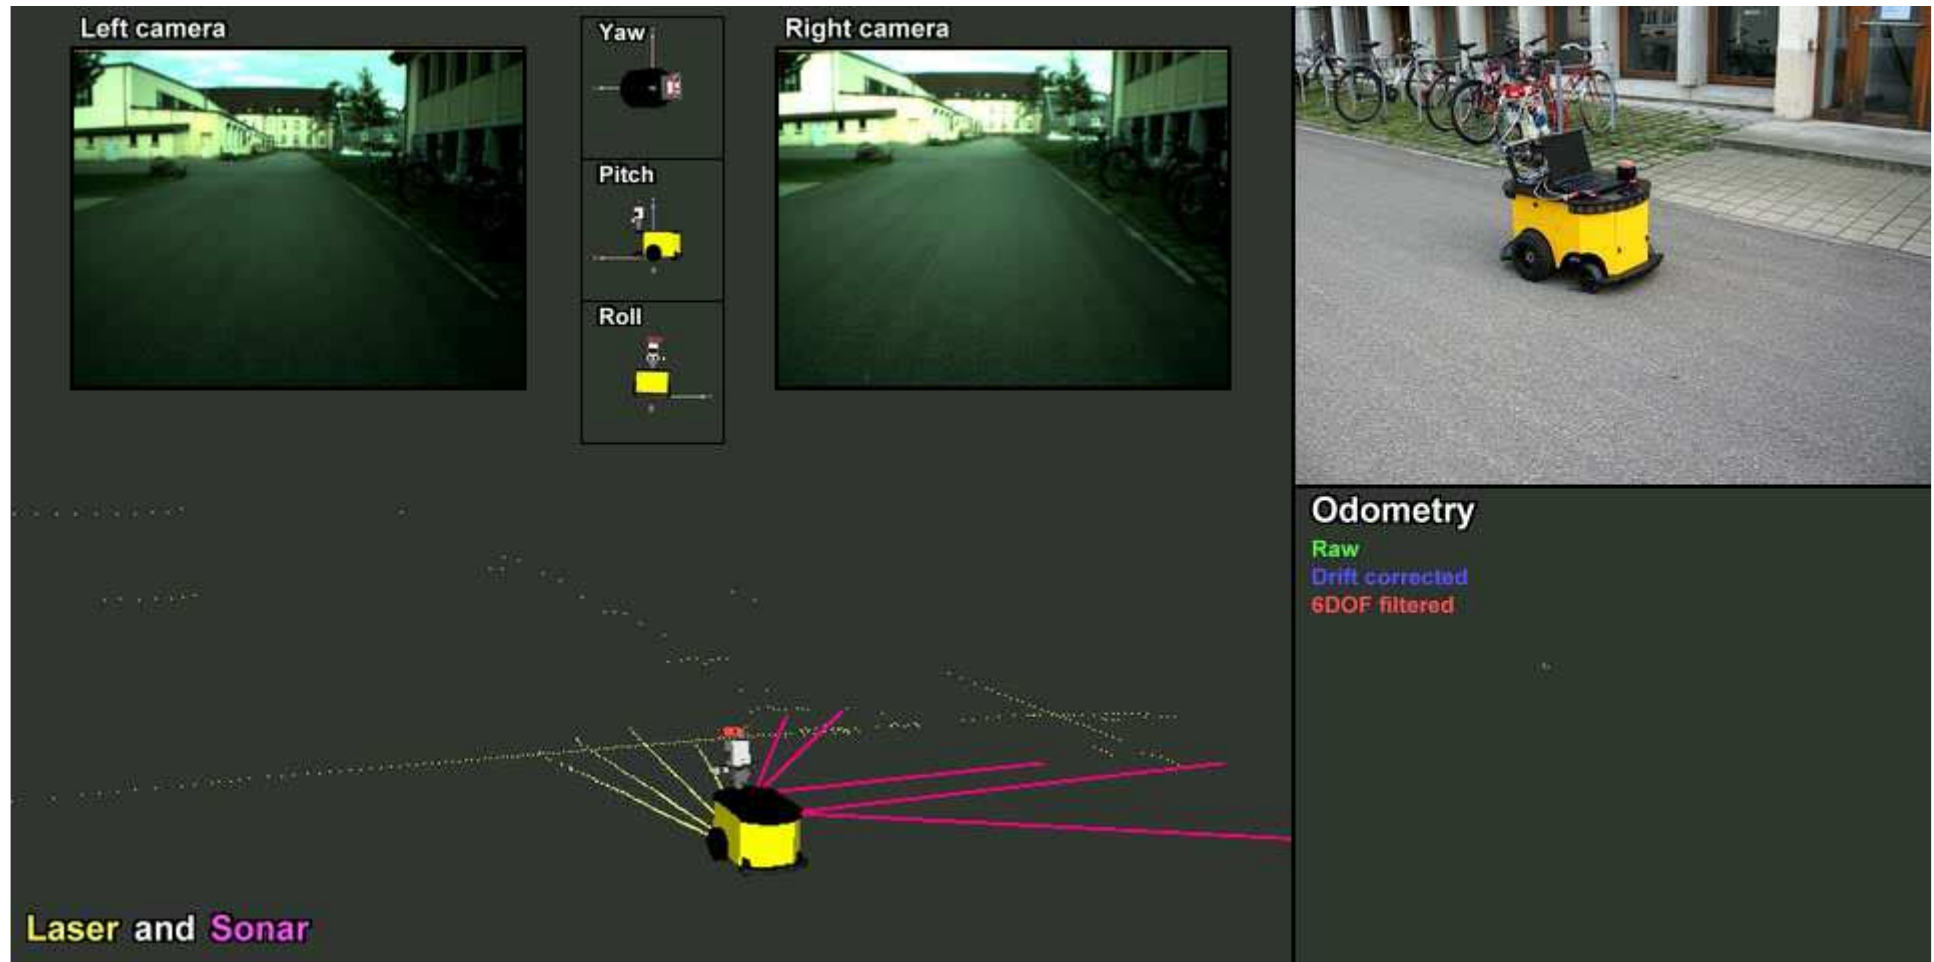 Left camera
Yaw
Right camera
Pitch
Roll
Odometry
Raw
Drift corrected
6DOF filtered
Laser and Sonar